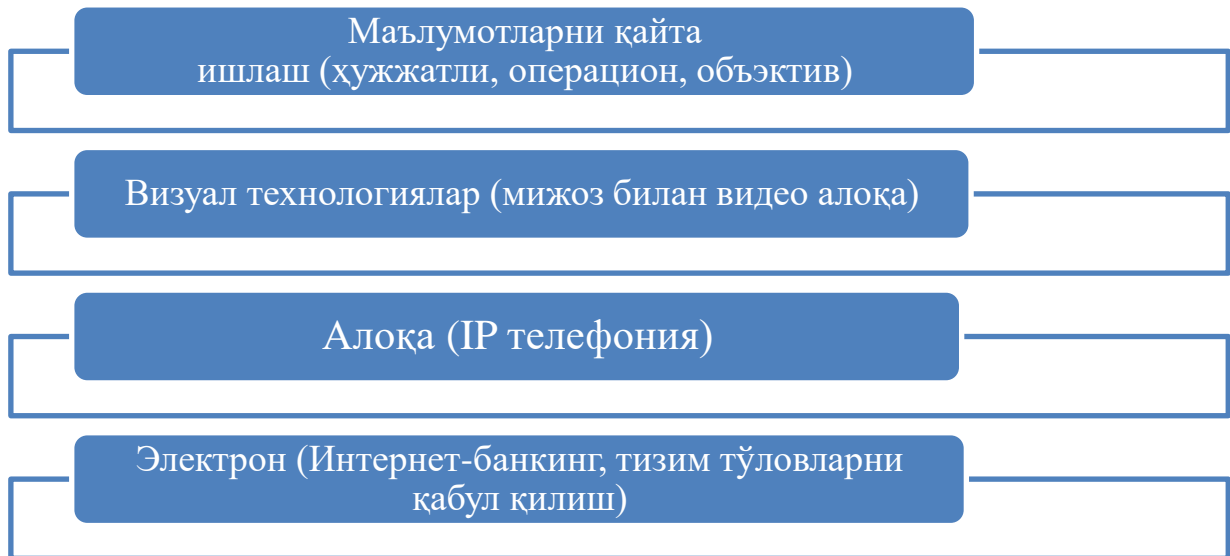 Маълумотларни қайта
ишлаш (ҳужжатли, операцион, объэктив)
Визуал технологиялар (мижоз билан видео алоқа)
Алоқа (IP телефония)
Электрон (Интернет-банкинг, тизим тўловларни
қабул қилиш)